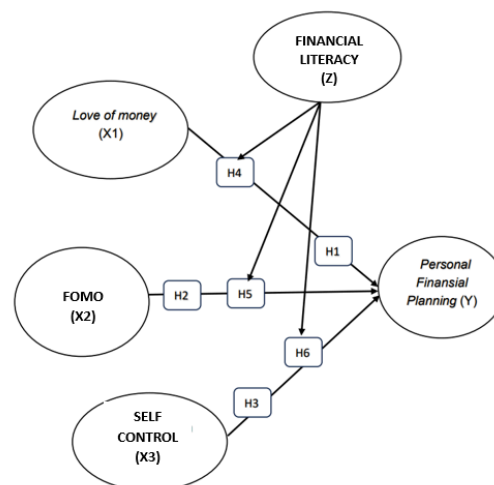 FINANCIAL
LITERACY
(Z)
Love of money
(X1)
H4
H1
Personal
Finansial
Planning (Y)
FOMO
(X2)
H2
H5
H6
H3
SELF
CONTROL
(X3)